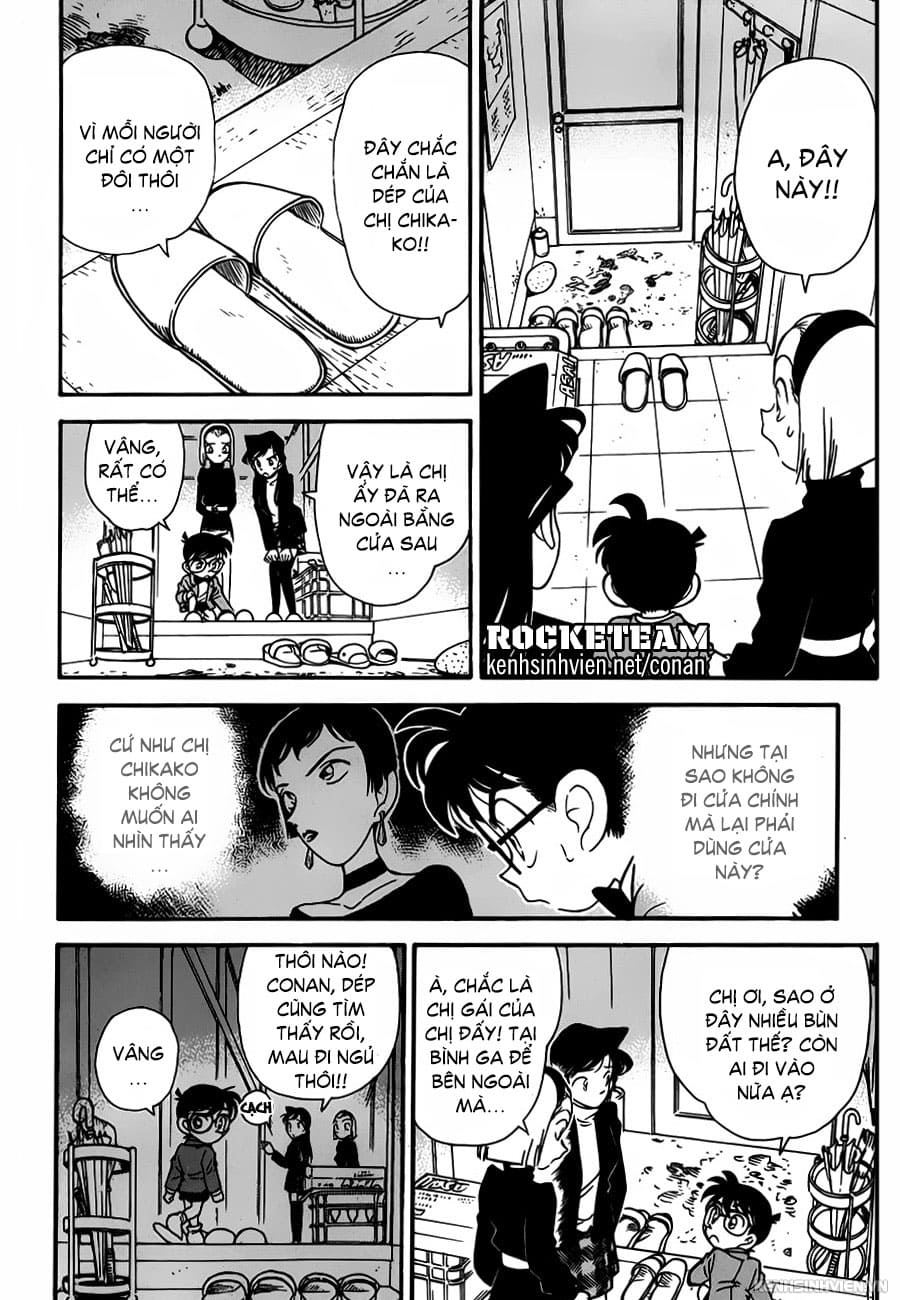 A, ĐÂY
NÀY!!
ĐÂY CHẮC
CHẮN LÀ
DÉP CỦA
CHỊ CHIKA-
KO!!
VÌ MỖI NGƯỜI
CHỈ CÓ MỘT
ĐÔI THÔI
...
ASAI
ROCKETEAM
kenhsinhvien.net/conan
VẬY LÀ CHỊ
ẤY ĐÃ RA
NGOÀI BẰNG
CỬA SAU
...
VÂNG,
RẤT CÓ
THỂ...
NHƯNG TẠI
SAO KHÔNG
ĐI CỬA CHÍNH
MÀ LẠI PHẢI
DÙNG CỬA
NÀY?
CỨ NHƯ CHỊ
CHIKAKO
KHÔNG
MUỐN AI
NHÌN THẤY
...
CHỊ ƠI, SAO Ở
ĐÂY NHIỀU BÙN
ĐẤT THẾ? CÒN
AI ĐI VÀO
NỮA Ạ?
À, CHẮC LÀ
CHỊ GÁI CỦA
CHỊ ĐẤY! TẠI
BÌNH GA ĐỂ
BÊN NGOÀI
MÀ...
THÔI NÀO!
CONAN, DÉP
CŨNG TÌM
THẤY RỒI,
MAU ĐI NGỦ
THÔI!!
CẠCH
VÂNG
...
KENHSINHVIEN.VN